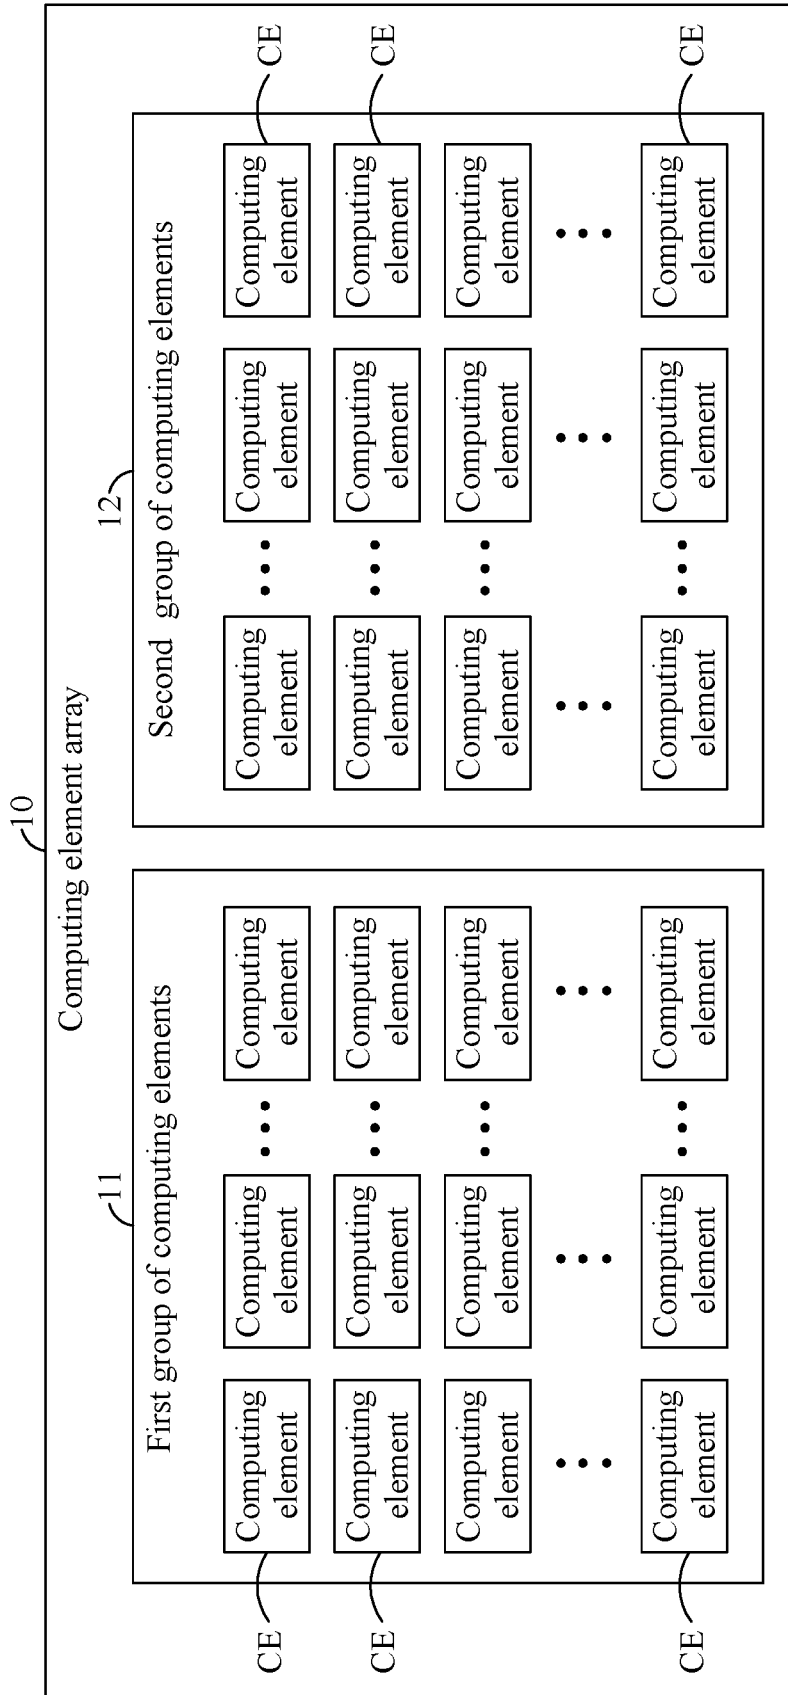 10
Computing element array
11
First group of computing elements
12
Second group of computing elements
CE
Computing
element
Computing
element
Computing
element
Computing
element
Computing
element
Computing
element
CE
CE
Computing
element
Computing
element
Computing
element
Computing
element
Computing
element
Computing
element
CE
Computing
element
Computing
element
Computing
element
Computing
element
Computing
element
Computing
element
CE
Computing
element
Computing
element
Computing
element
Computing
element
Computing
element
Computing
element
CE